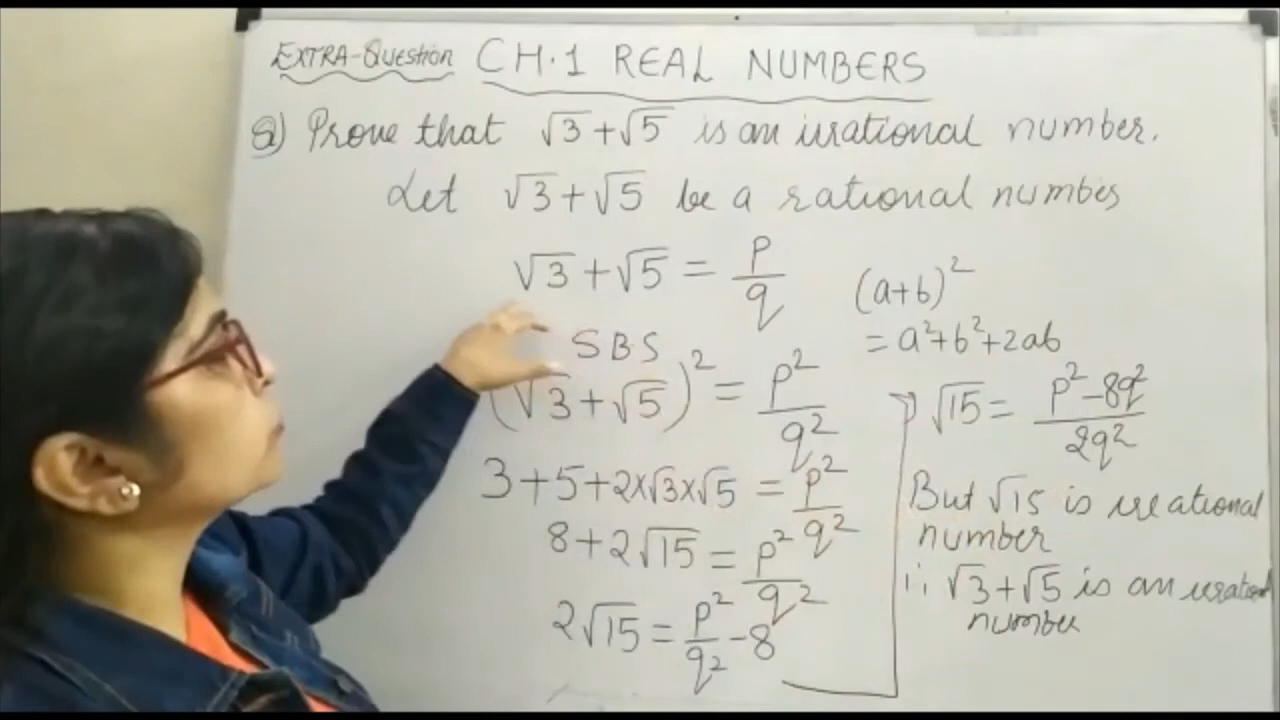 EXTRA-Question CH.1 REAL NUMBERS
Q) Prove that √3+√5 is an irrational number.
Let √3+√5 be a rational number
√3+√5 = p/q
SBS
(√3+√5)² = p²/q²
3+5+2×√3×√5 = p²/q²
8+2√15 = p²/q²
2√15 = p²/q² -8
(a+b)²
= a²+b²+2ab
√15 = p²-8q²/2q²
But √15 is irrational
number
∴ √3+√5 is an irrational
number